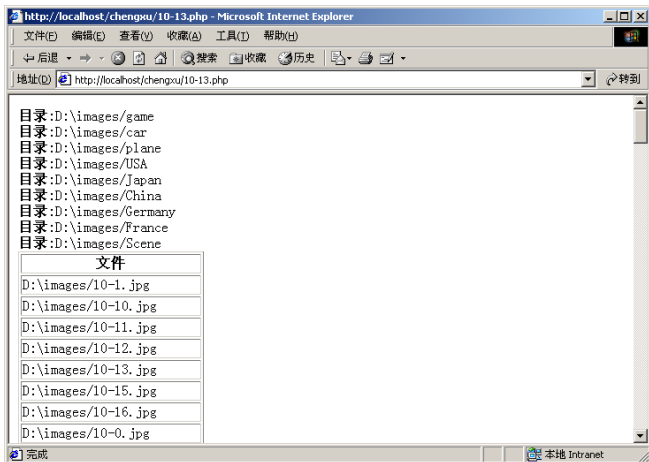 http://localhost/chengxu/10-13.php - Microsoft Internet Explorer
文件(F) 编辑(E) 查看(V) 收藏(A) 工具(T) 帮助(H)
后退 搜索 收藏 历史
地址(D) http://localhost/chengxu/10-13.php 转到
目录:D:\images/game
目录:D:\images/car
目录:D:\images/plane
目录:D:\images/USA
目录:D:\images/Japan
目录:D:\images/China
目录:D:\images/Germany
目录:D:\images/France
目录:D:\images/Scene
文件
D:\images/10-1.jpg
D:\images/10-10.jpg
D:\images/10-11.jpg
D:\images/10-12.jpg
D:\images/10-13.jpg
D:\images/10-15.jpg
D:\images/10-16.jpg
D:\images/10-0.jpg
完成 本地 Intranet